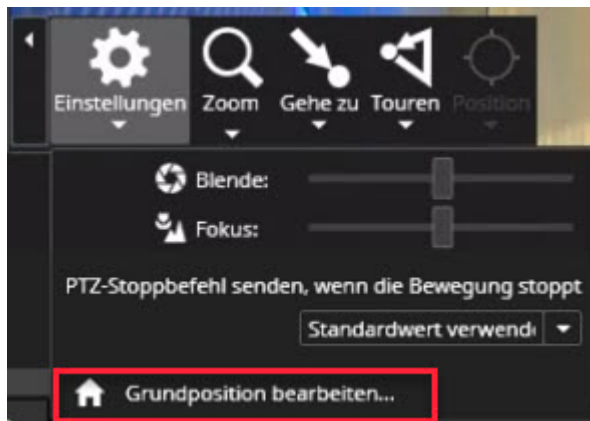 Einstellungen Zoom Gehe zu Touren Position
Blende:
Fokus:
PTZ-Stoppbefehl senden, wenn die Bewegung stoppt
Standardwert verwend
Grundposition bearbeiten...